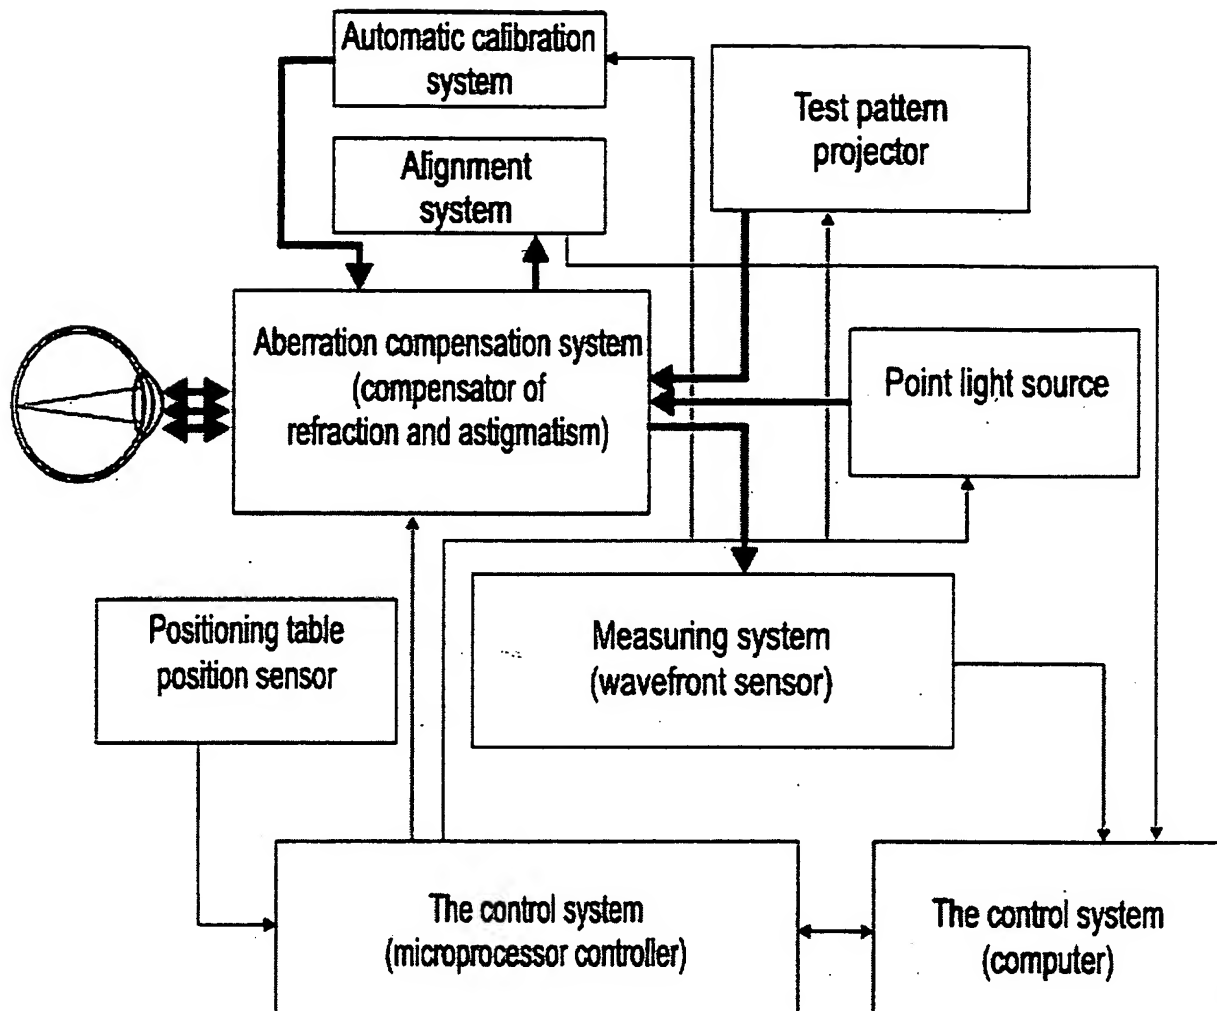 Automatic calibration
system
Test pattern
projector
Alignment
system
Aberration compensation system
(compensator of
refraction and astigmatism)
Point light source
Positioning table
position sensor
Measuring system
(wavefront sensor)
The control system
(microprocessor controller)
The control system
(computer)